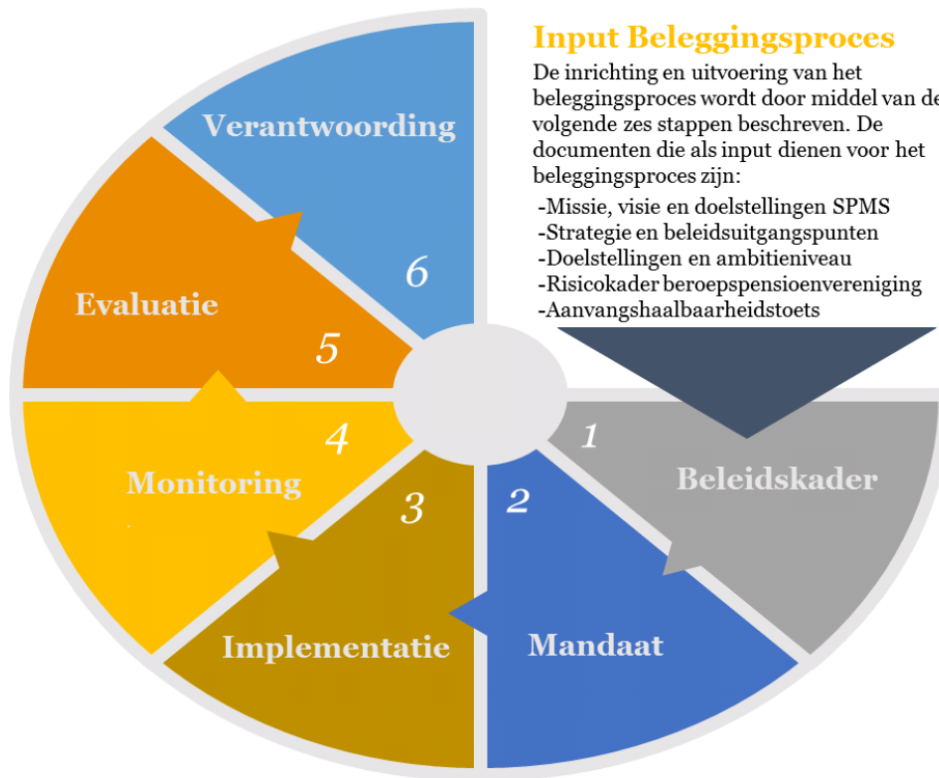 Input Beleggingsproces
De inrichting en uitvoering van het
beleggingsproces wordt door middel van de
volgende zes stappen beschreven. De
documenten die als input dienen voor het
beleggingsproces zijn:
-Missie, visie en doelstellingen SPMS
-Strategie en beleidsuitgangspunten
-Doelstellingen en ambitieniveau
-Risicokader beroepspensioenvereniging
-Aanvangshaalbaarheidstoets
1
Beleidskader
2
Mandaat
3
Implementatie
4
Monitoring
5
Evaluatie
6
Verantwoording